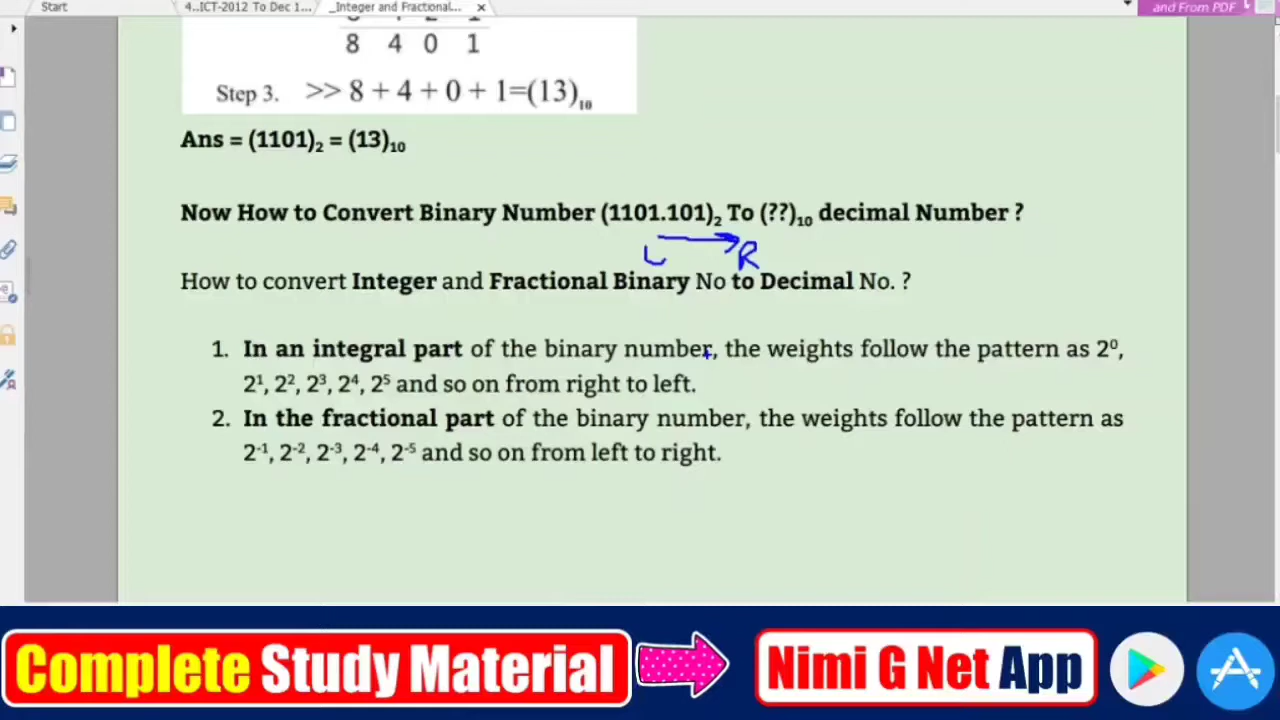 Start
4..ICT-2012 To Dec 1...
_Integer and Fractional...
and From PDF
8 4 0 1
Step 3. >> 8 + 4 + 0 + 1=(13)₁₀
Ans = (1101)₂ = (13)₁₀
Now How to Convert Binary Number (1101.101)₂ To (??)₁₀ decimal Number ?
L R
How to convert Integer and Fractional Binary No to Decimal No. ?
1. In an integral part of the binary number, the weights follow the pattern as 2⁰,
2¹, 2², 2³, 2⁴, 2⁵ and so on from right to left.
2. In the fractional part of the binary number, the weights follow the pattern as
2⁻¹, 2⁻², 2⁻³, 2⁻⁴, 2⁻⁵ and so on from left to right.
Complete Study Material
Nimi G Net App